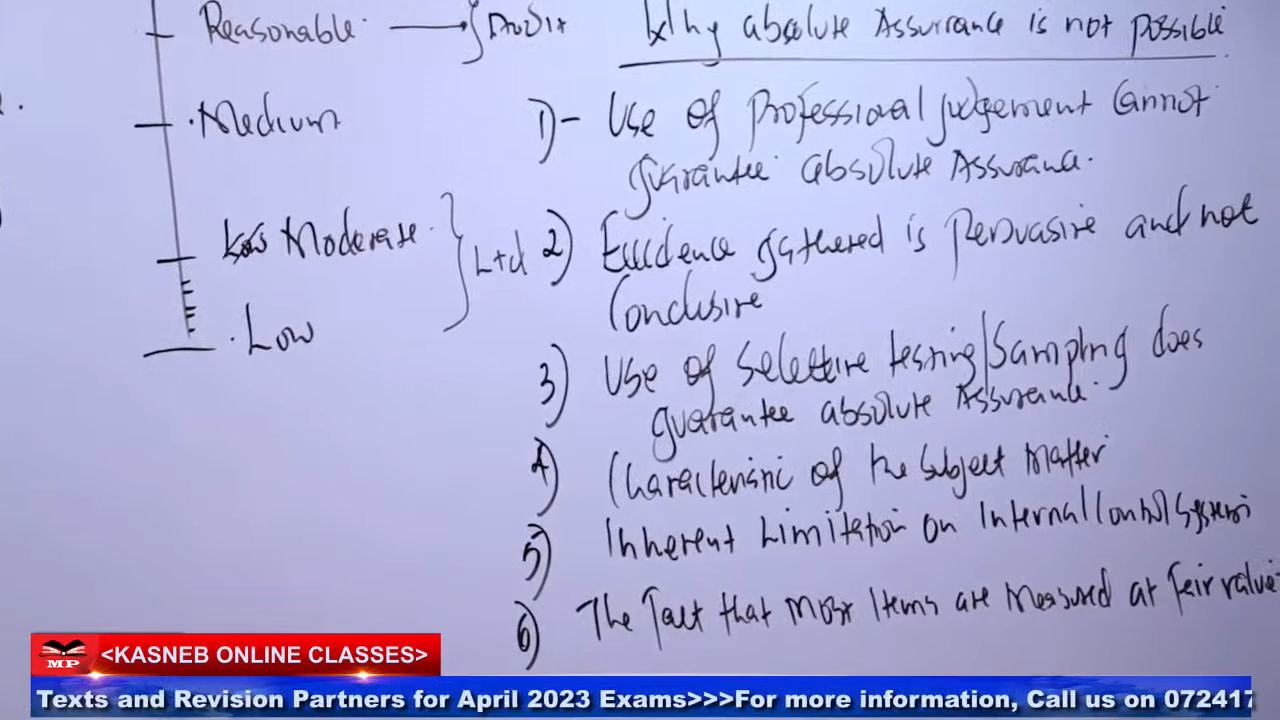 Reasonable → { Audit
Medium
Low Moderate
Low
} Ltd
Why absolute Assurrance is not possible
1) - Use of Professional judgement Cannot
guarantee absolute Assurance.
2) Evidence gathered is Persuasive and not
Conclusive
3) Use of Selective testing/Sampling does
guarantee absolute Assurance.
4) Characteristic of the Subject Matter
5) Inherent Limitation on Internal Control Systems
6) The Fact that Most Items are Measured at Fair value
MP
<KASNEB ONLINE CLASSES>
Texts and Revision Partners for April 2023 Exams>>>For more information, Call us on 072417